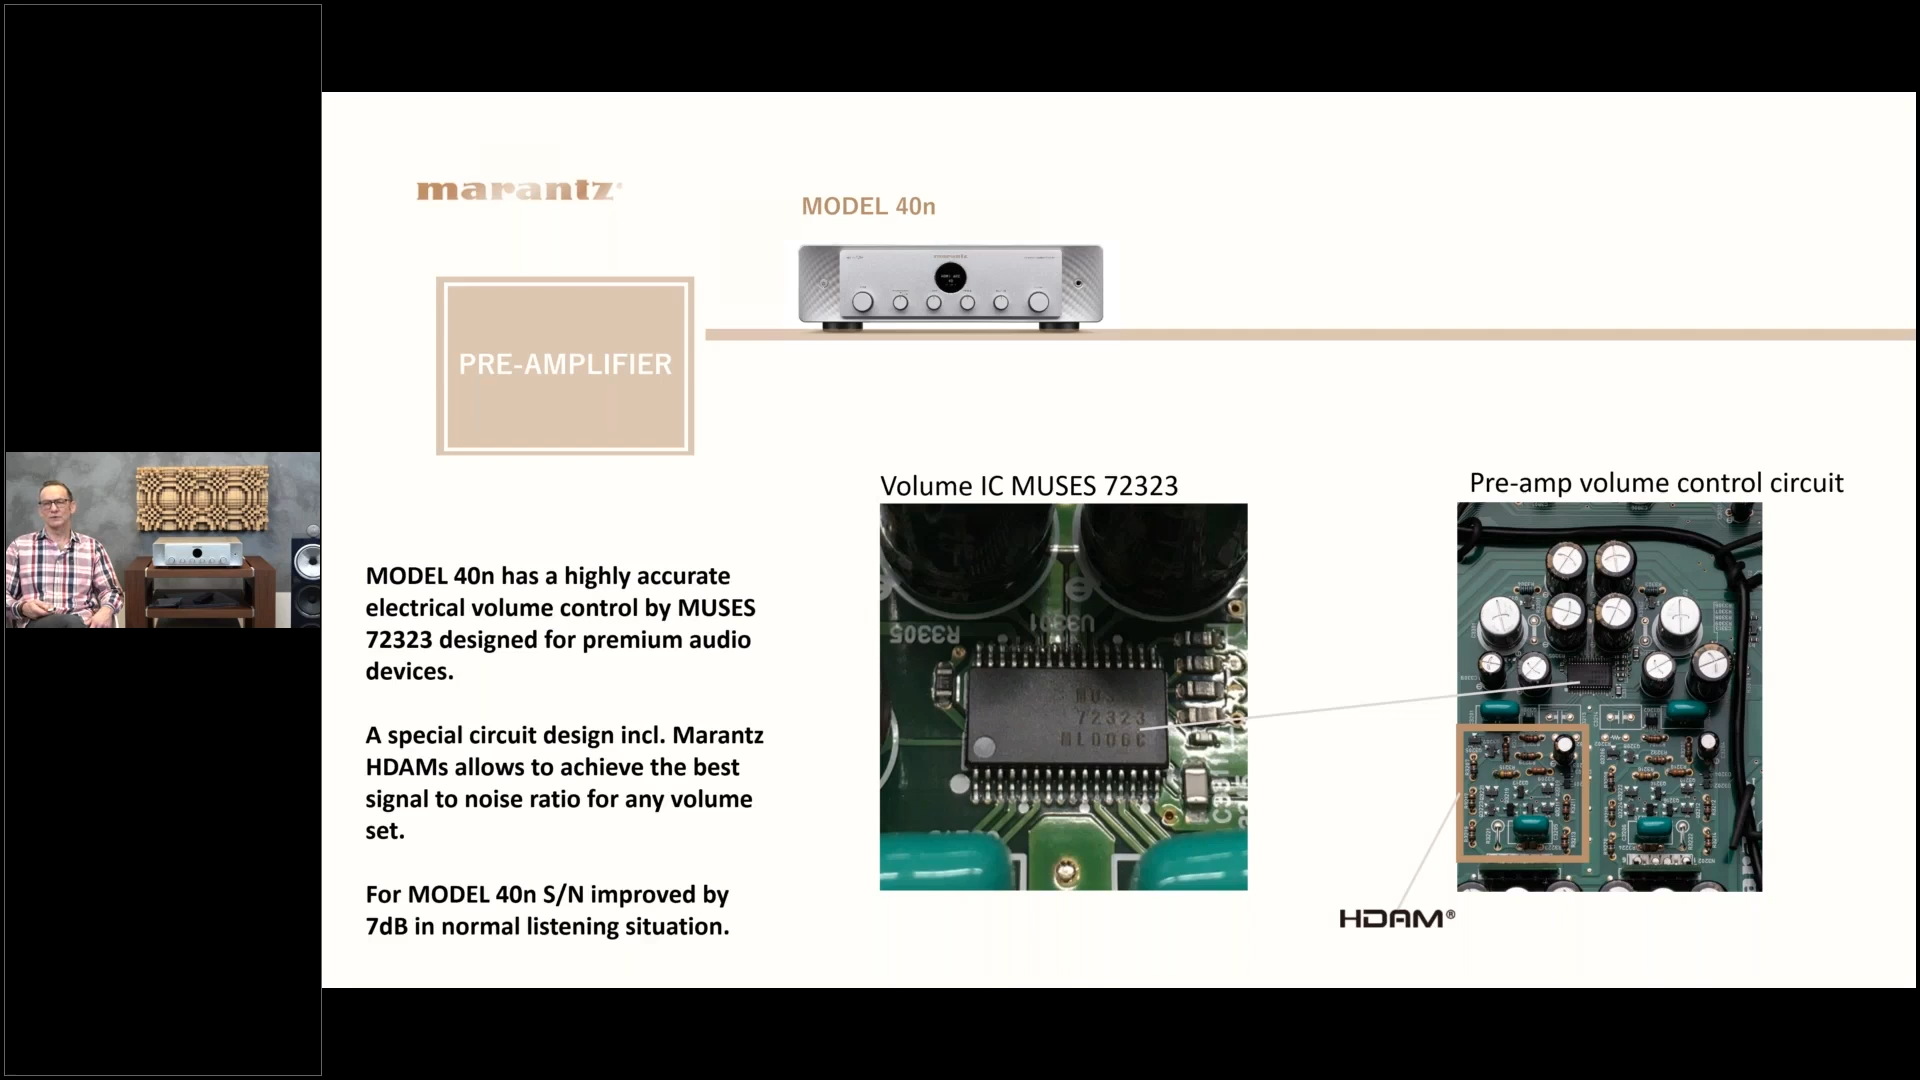 marantz
MODEL 40n
PRE-AMPLIFIER
Volume IC MUSES 72323
Pre-amp volume control circuit
MODEL 40n has a highly accurate
electrical volume control by MUSES
72323 designed for premium audio
devices.
A special circuit design incl. Marantz
HDAMs allows to achieve the best
signal to noise ratio for any volume
set.
For MODEL 40n S/N improved by
7dB in normal listening situation.
R3305
U3301
72323
HDAM®